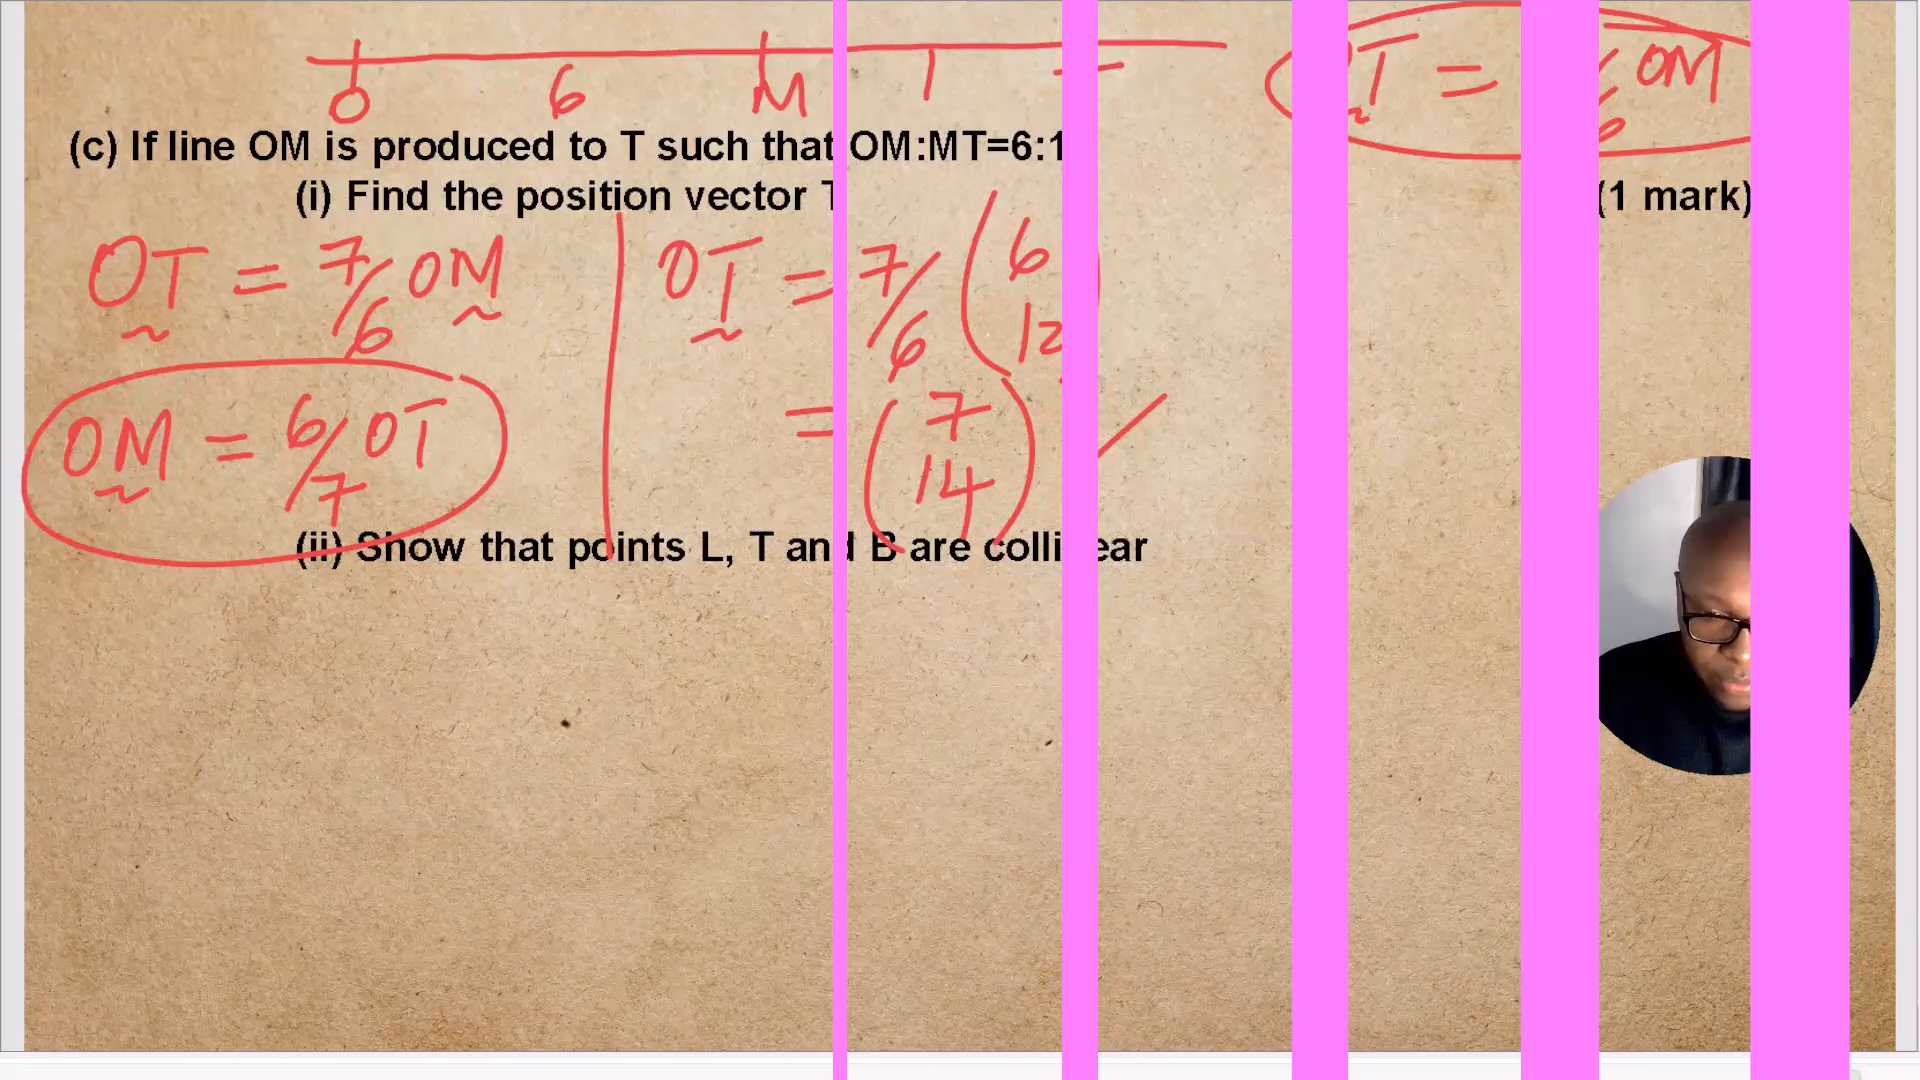 O 6 M 1
T = OM
(c) If line OM is produced to T such that OM:MT=6:1
(i) Find the position vector T (1 mark)
OT = 7/6 OM
OT = 7/6 (6 12
OM = 6/7 OT
= (7 14)
(ii) Show that points L, T and B are colli ear